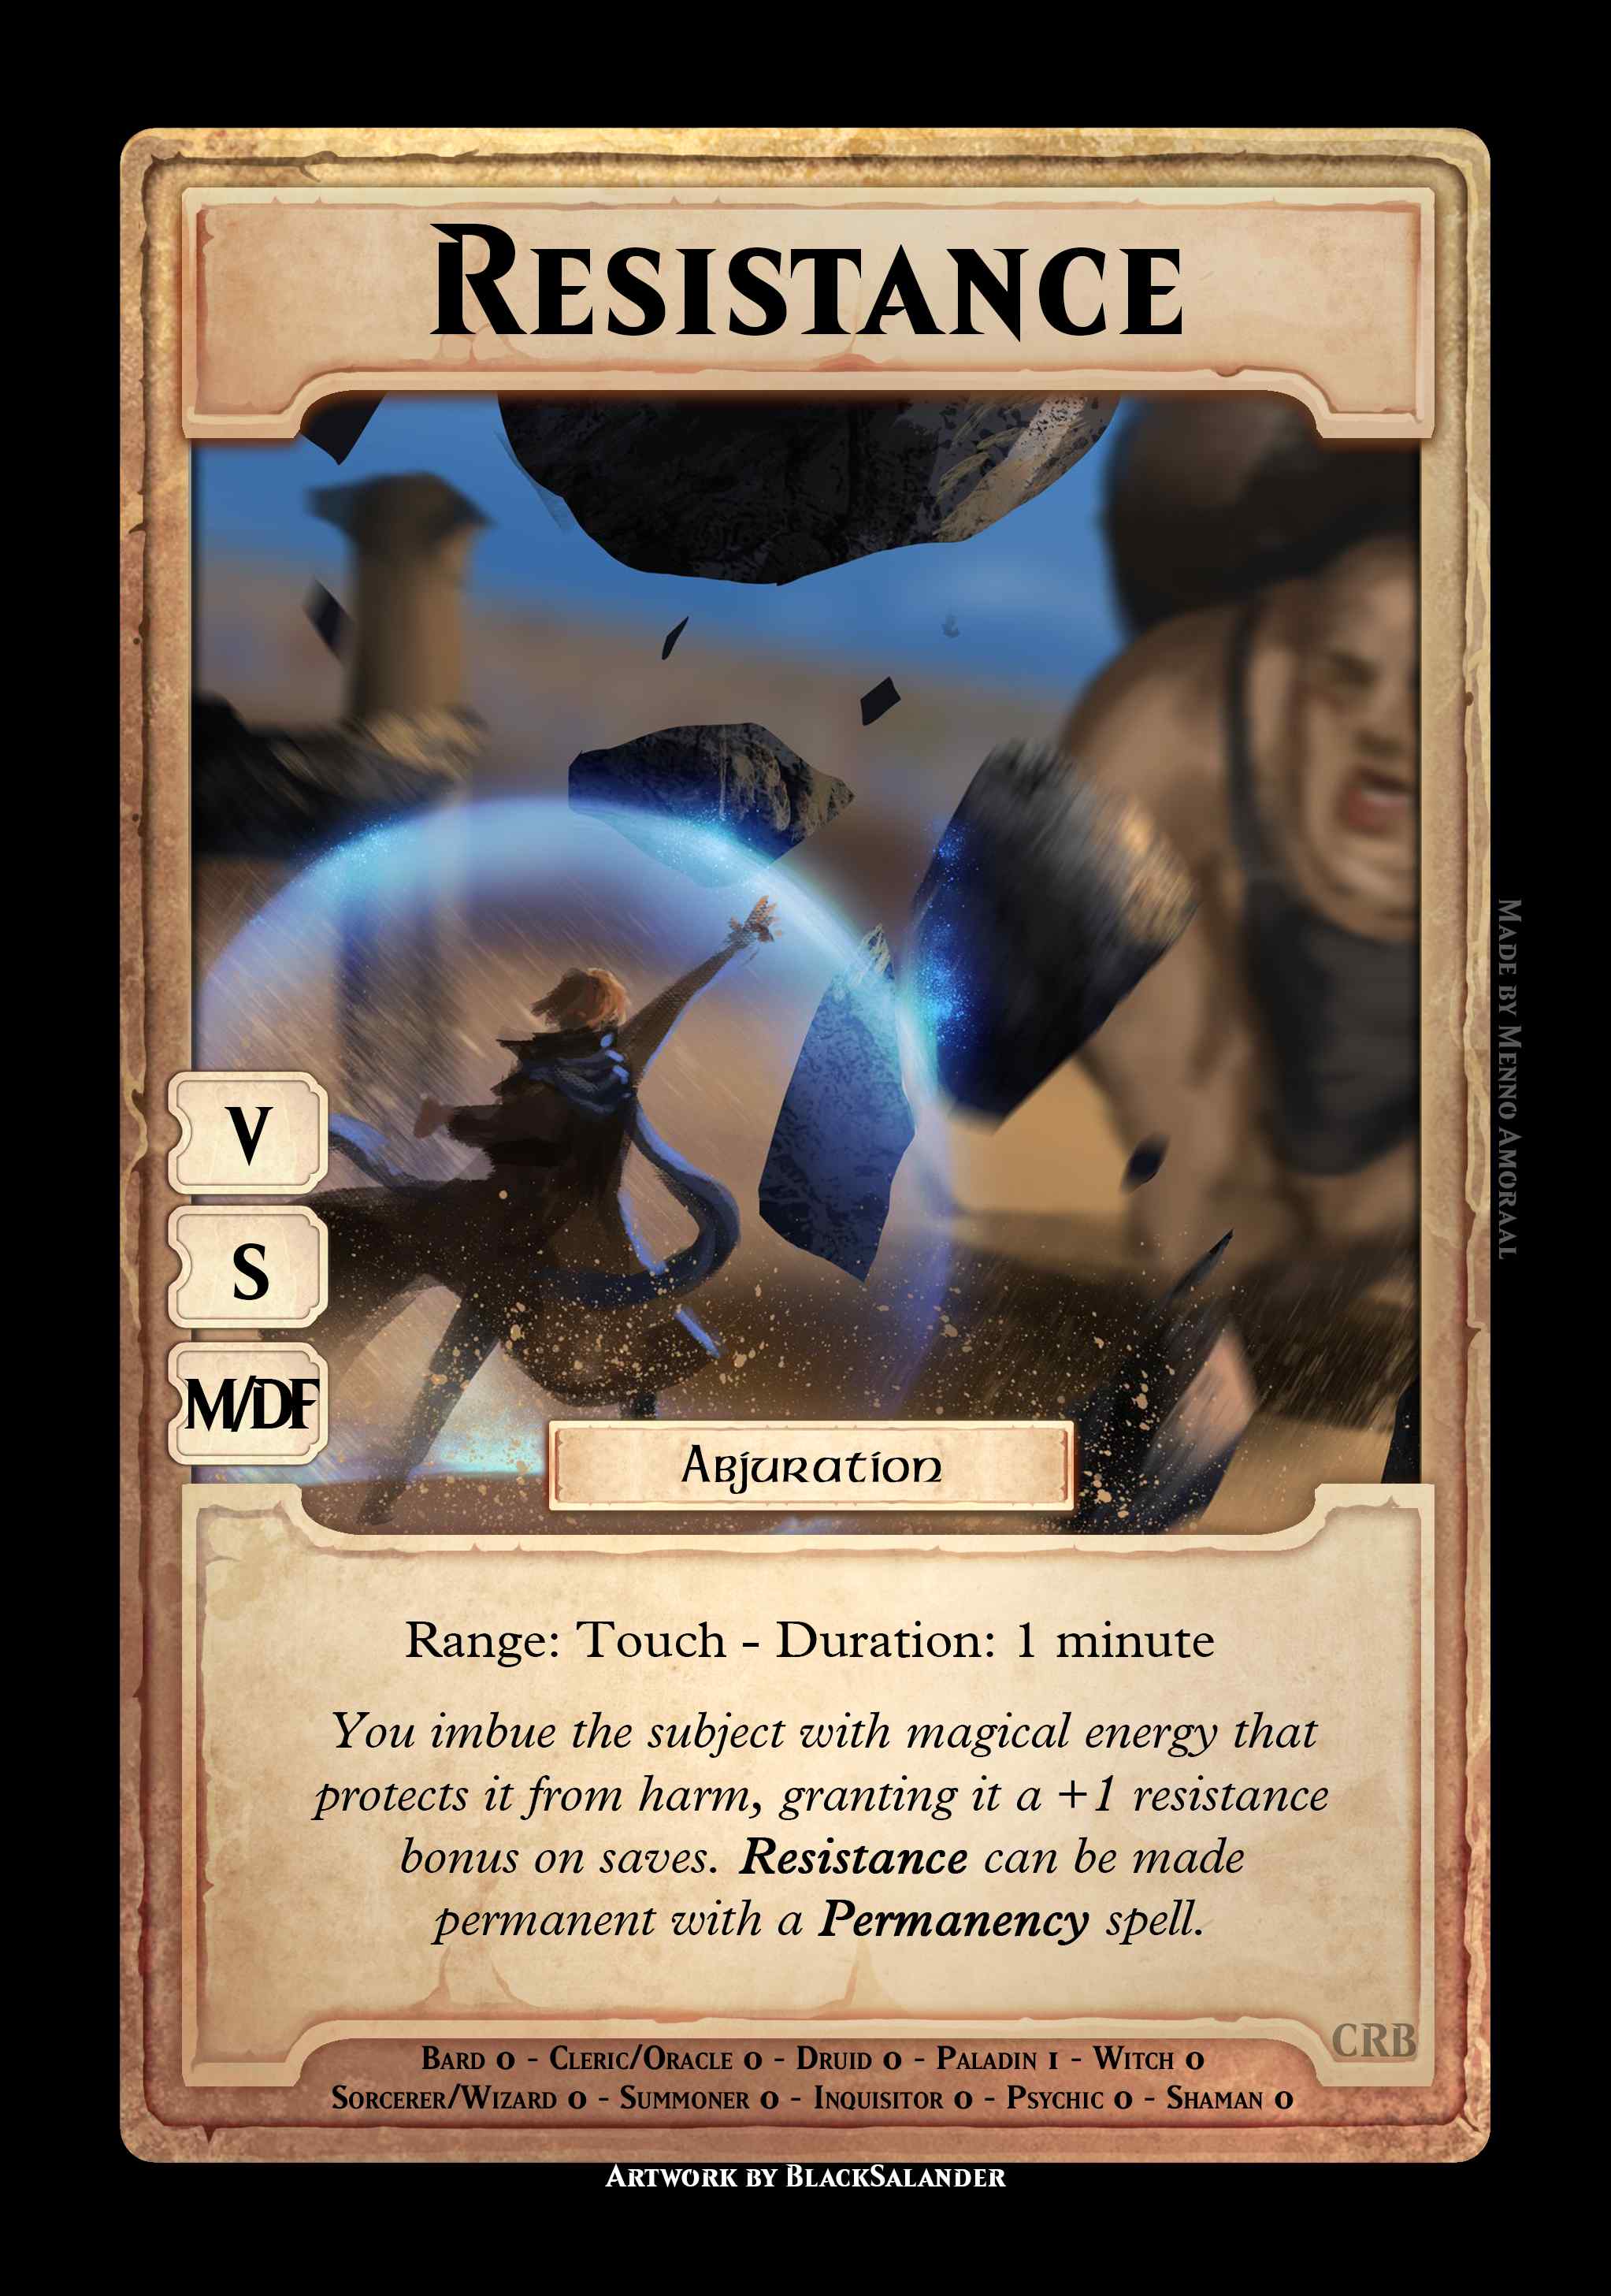 Resistance
V
S
M/DF
Abjuration
Range: Touch - Duration: 1 minute
You imbue the subject with magical energy that
protects it from harm, granting it a +1 resistance
bonus on saves. Resistance can be made
permanent with a Permanency spell.
CRB
Bard 0 - Cleric/Oracle 0 - Druid 0 - Paladin 1 - Witch 0
Sorcerer/Wizard 0 - Summoner 0 - Inquisitor 0 - Psychic 0 - Shaman 0
Artwork by BlackSalander
Made by Menno Amoraal